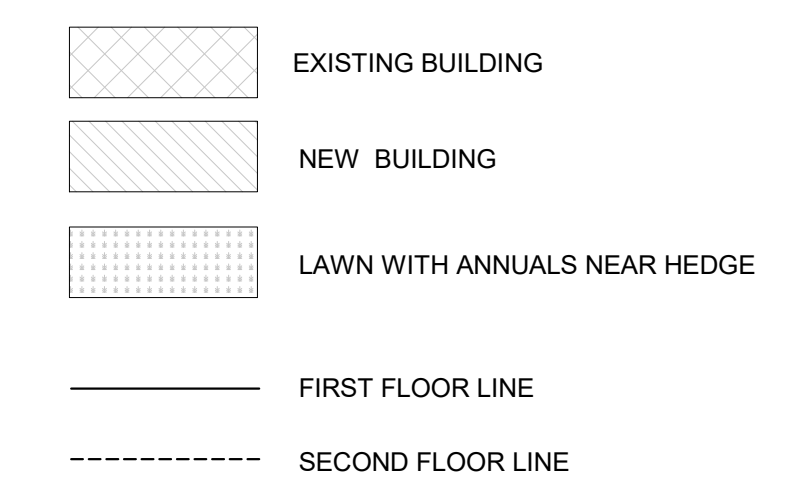 EXISTING BUILDING
NEW BUILDING
LAWN WITH ANNUALS NEAR HEDGE
FIRST FLOOR LINE
SECOND FLOOR LINE